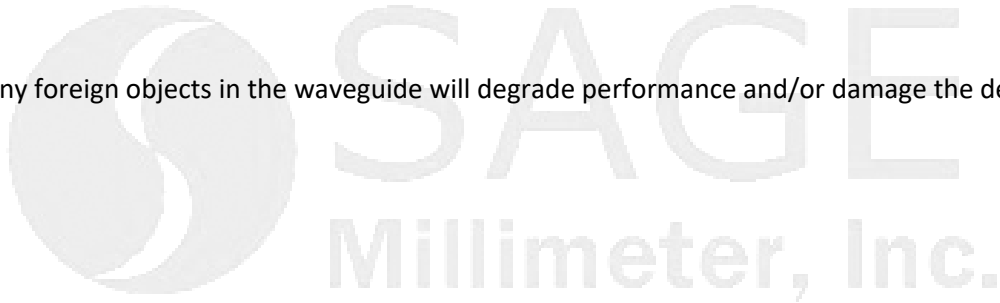 ny foreign objects in the waveguide will degrade performance and/or damage the de
SAGE
Millimeter, Inc.